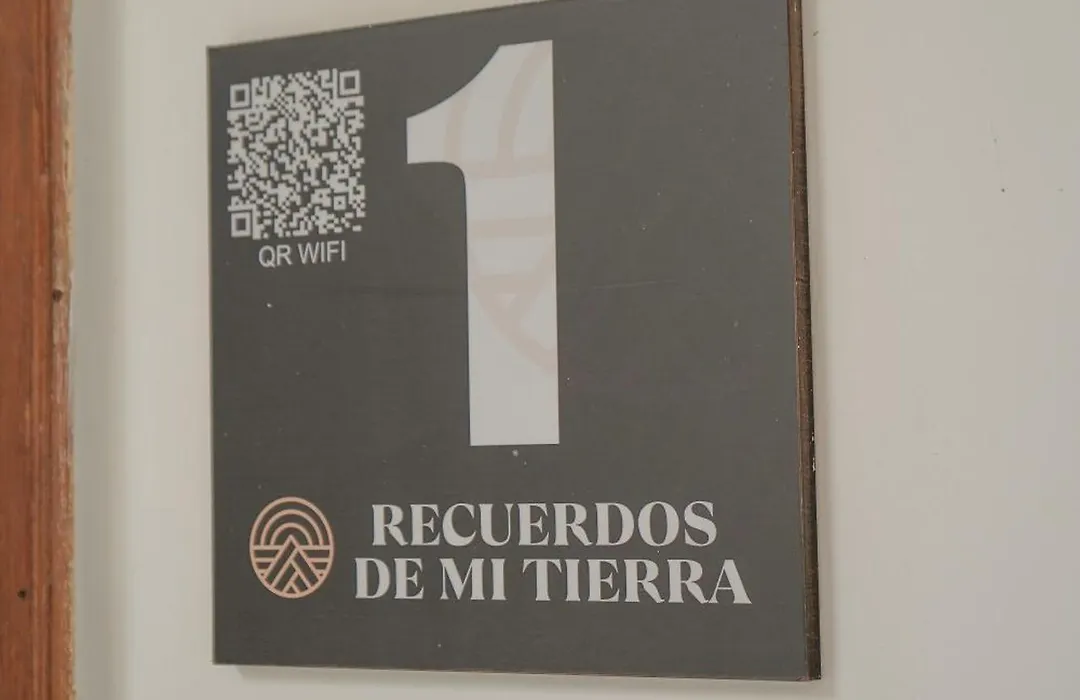 1
QR WIFI
RECUERDOS
DE MI TIERRA